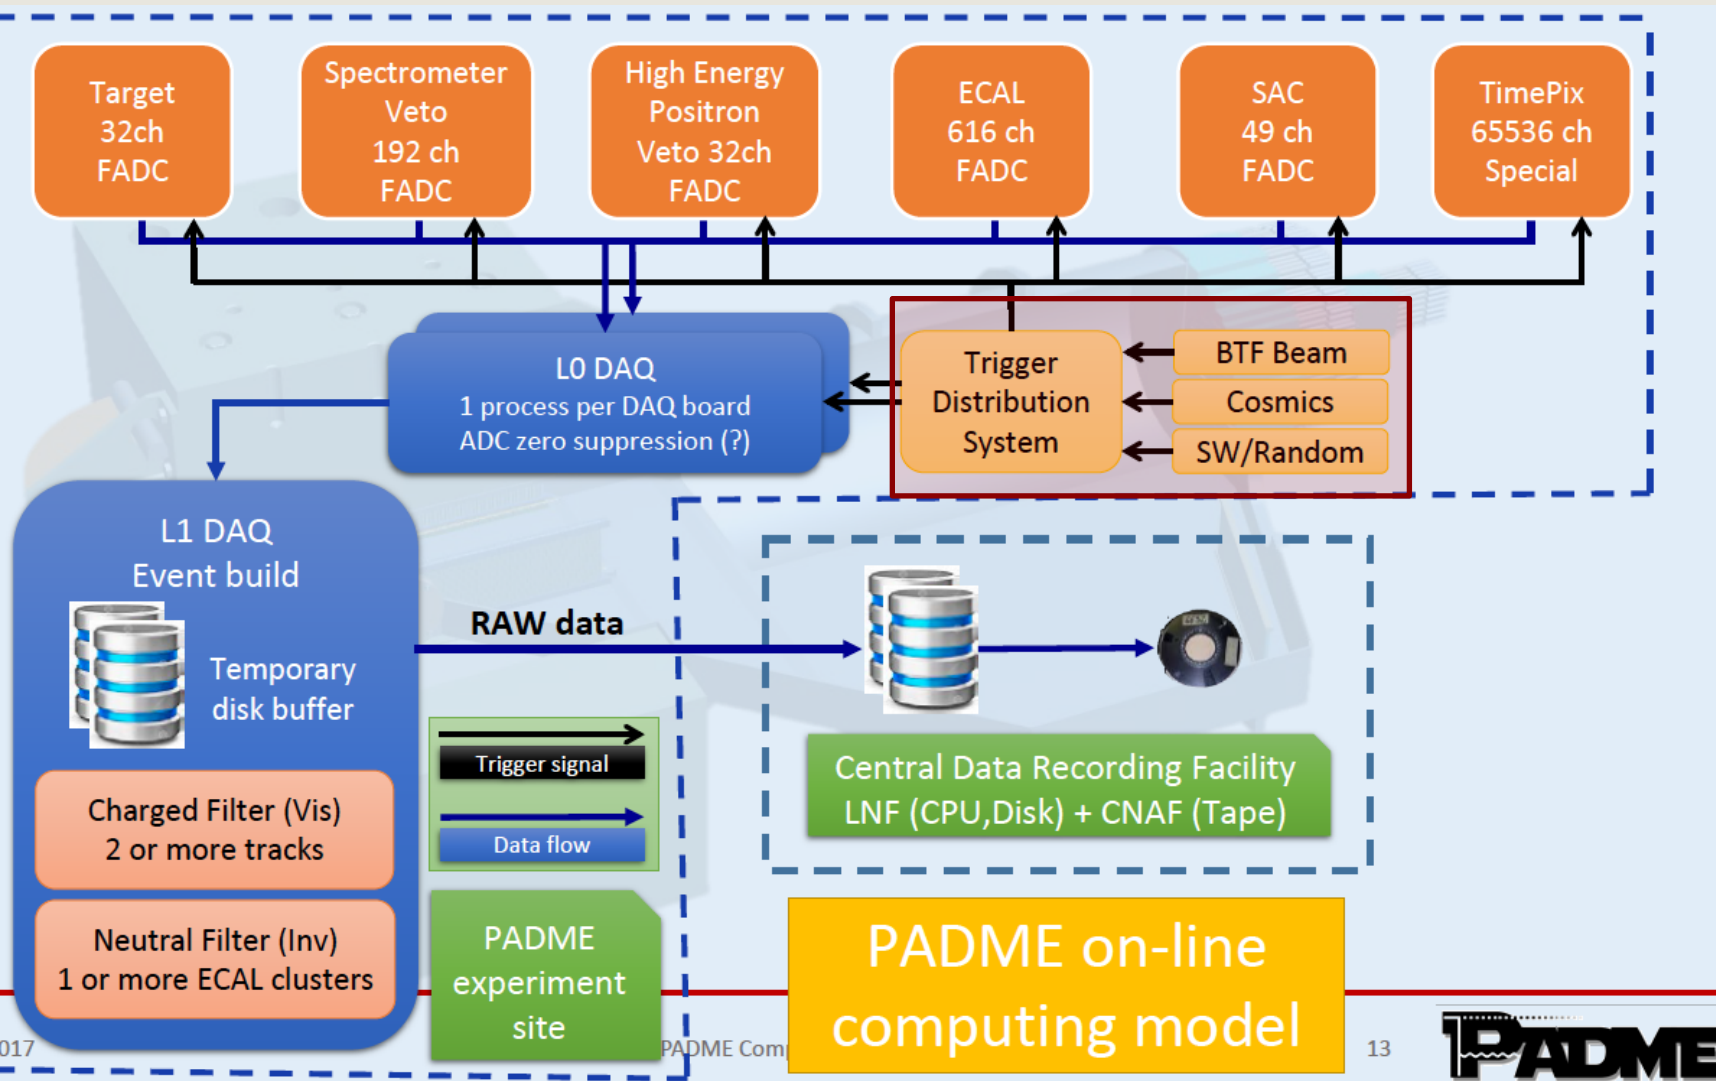 Target
32ch
FADC
Spectrometer
Veto
192 ch
FADC
High Energy
Positron
Veto 32ch
FADC
ECAL
616 ch
FADC
SAC
49 ch
FADC
TimePix
65536 ch
Special
L0 DAQ
1 process per DAQ board
ADC zero suppression (?)
Trigger
Distribution
System
BTF Beam
Cosmics
SW/Random
L1 DAQ
Event build
Temporary
disk buffer
RAW data
Trigger signal
Data flow
Central Data Recording Facility
LNF (CPU,Disk) + CNAF (Tape)
Charged Filter (Vis)
2 or more tracks
Neutral Filter (Inv)
1 or more ECAL clusters
PADME
experiment
site
PADME on-line
computing model
017
PADME Comp
13
PADME